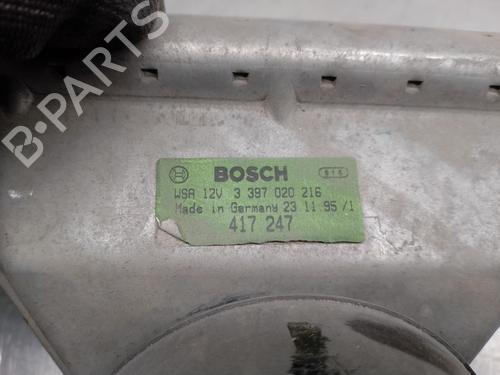 BOSCH
WSA 12V 3 397 020 216
Made in Germany 23 11 95 /1
417 247
B-PARTS